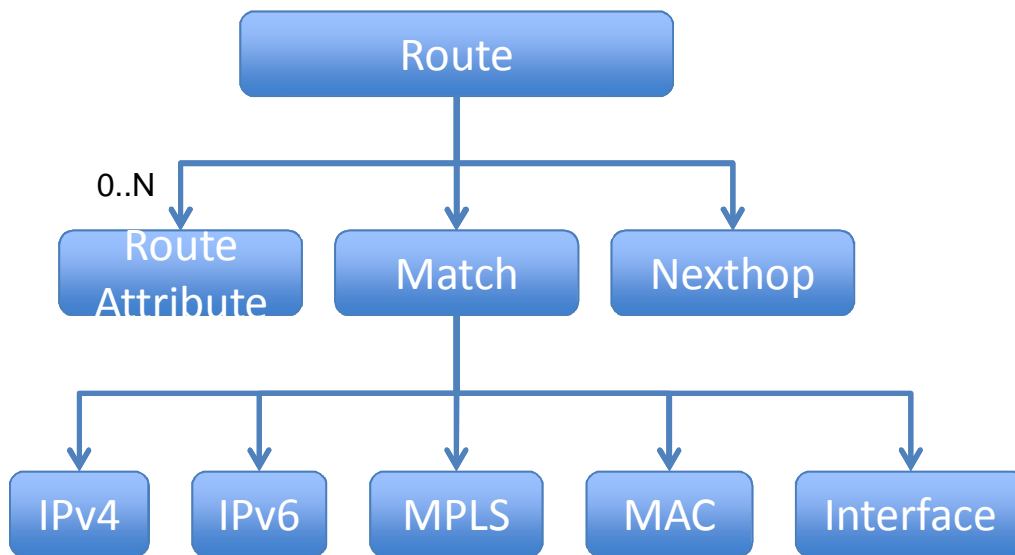 Route
0..N
Route
Attribute
Match
Nexthop
IPv4
IPv6
MPLS
MAC
Interface